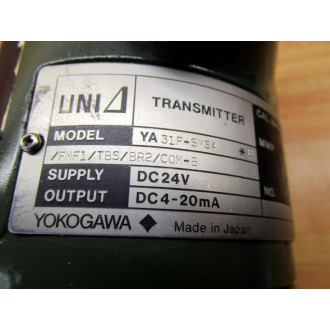 UNIΔ TRANSMITTER
MODEL YA 31F-SYS4
/FMF1/TBS/BR2/COM-B
SUPPLY DC24V
OUTPUT DC4-20mA NO.
YOKOGAWA ◆ Made in Japan